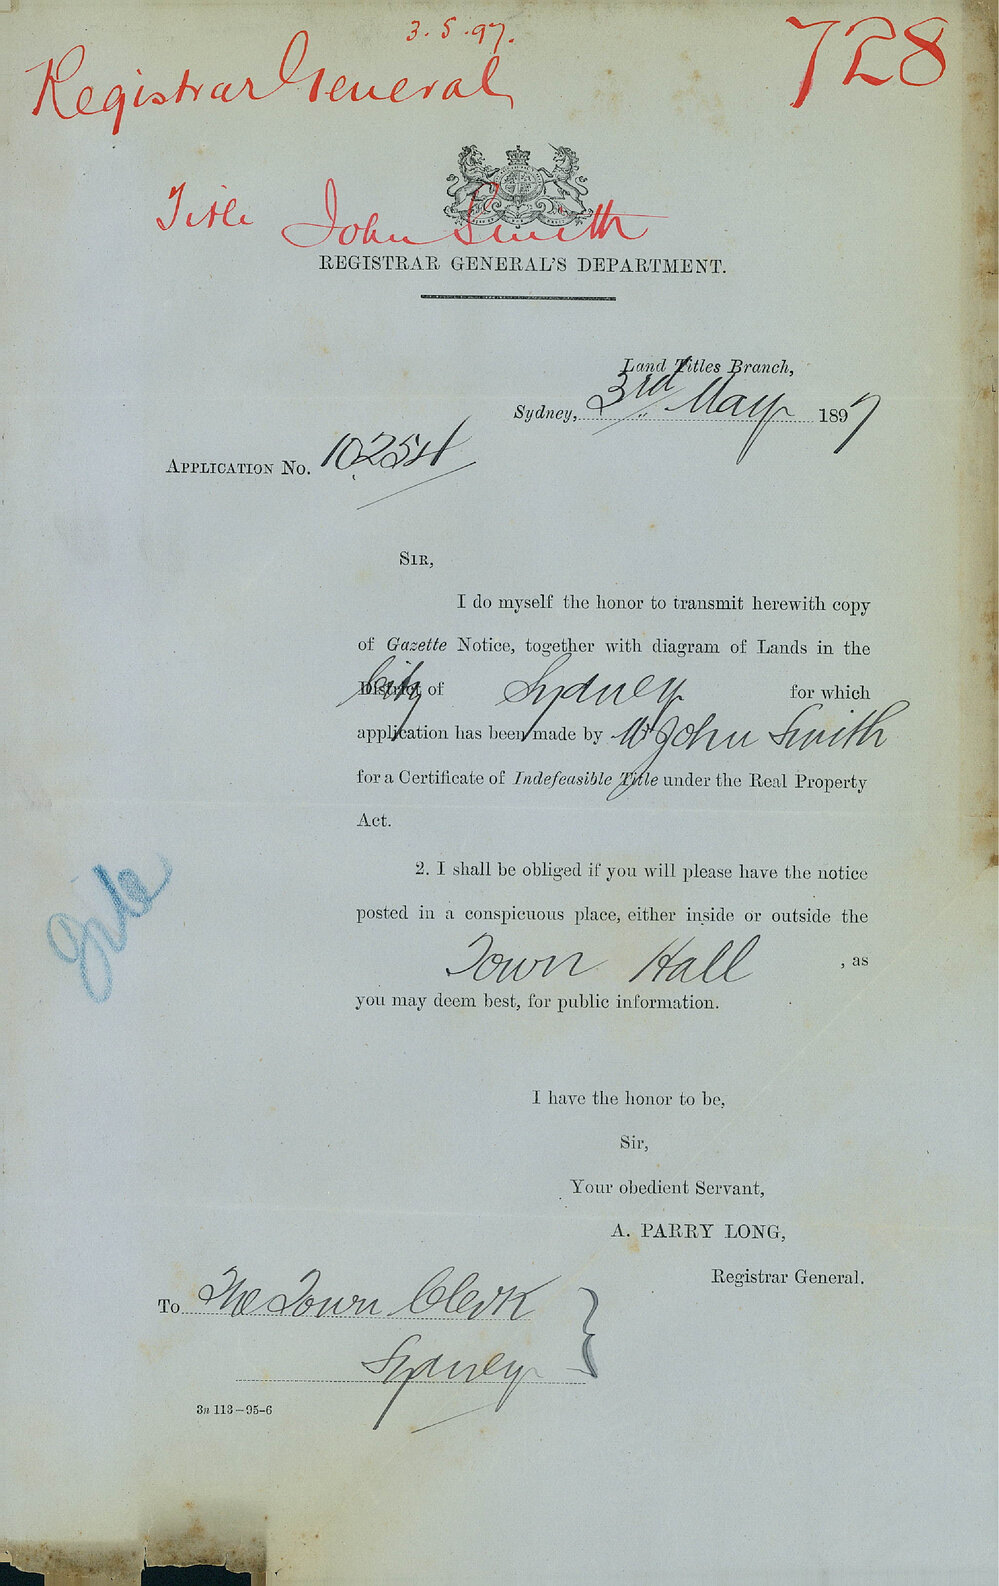 3.5.97.
728
Registrar General
Title John Smith
REGISTRAR GENERAL'S DEPARTMENT.
Land Titles Branch,
Sydney, 3rd May 1897
APPLICATION No. 10254
SIR,
I do myself the honor to transmit herewith copy
of Gazette Notice, together with diagram of Lands in the
District City of Sydney for which
application has been made by Mr John Smith
for a Certificate of Indefeasible Title under the Real Property
Act.
2. I shall be obliged if you will please have the notice
posted in a conspicuous place, either inside or outside the
Town Hall , as
you may deem best, for public information.
I have the honor to be,
Sir,
Your obedient Servant,
A. PARRY LONG,
Registrar General.
To The Town Clerk
Sydney
3n 113—95-6